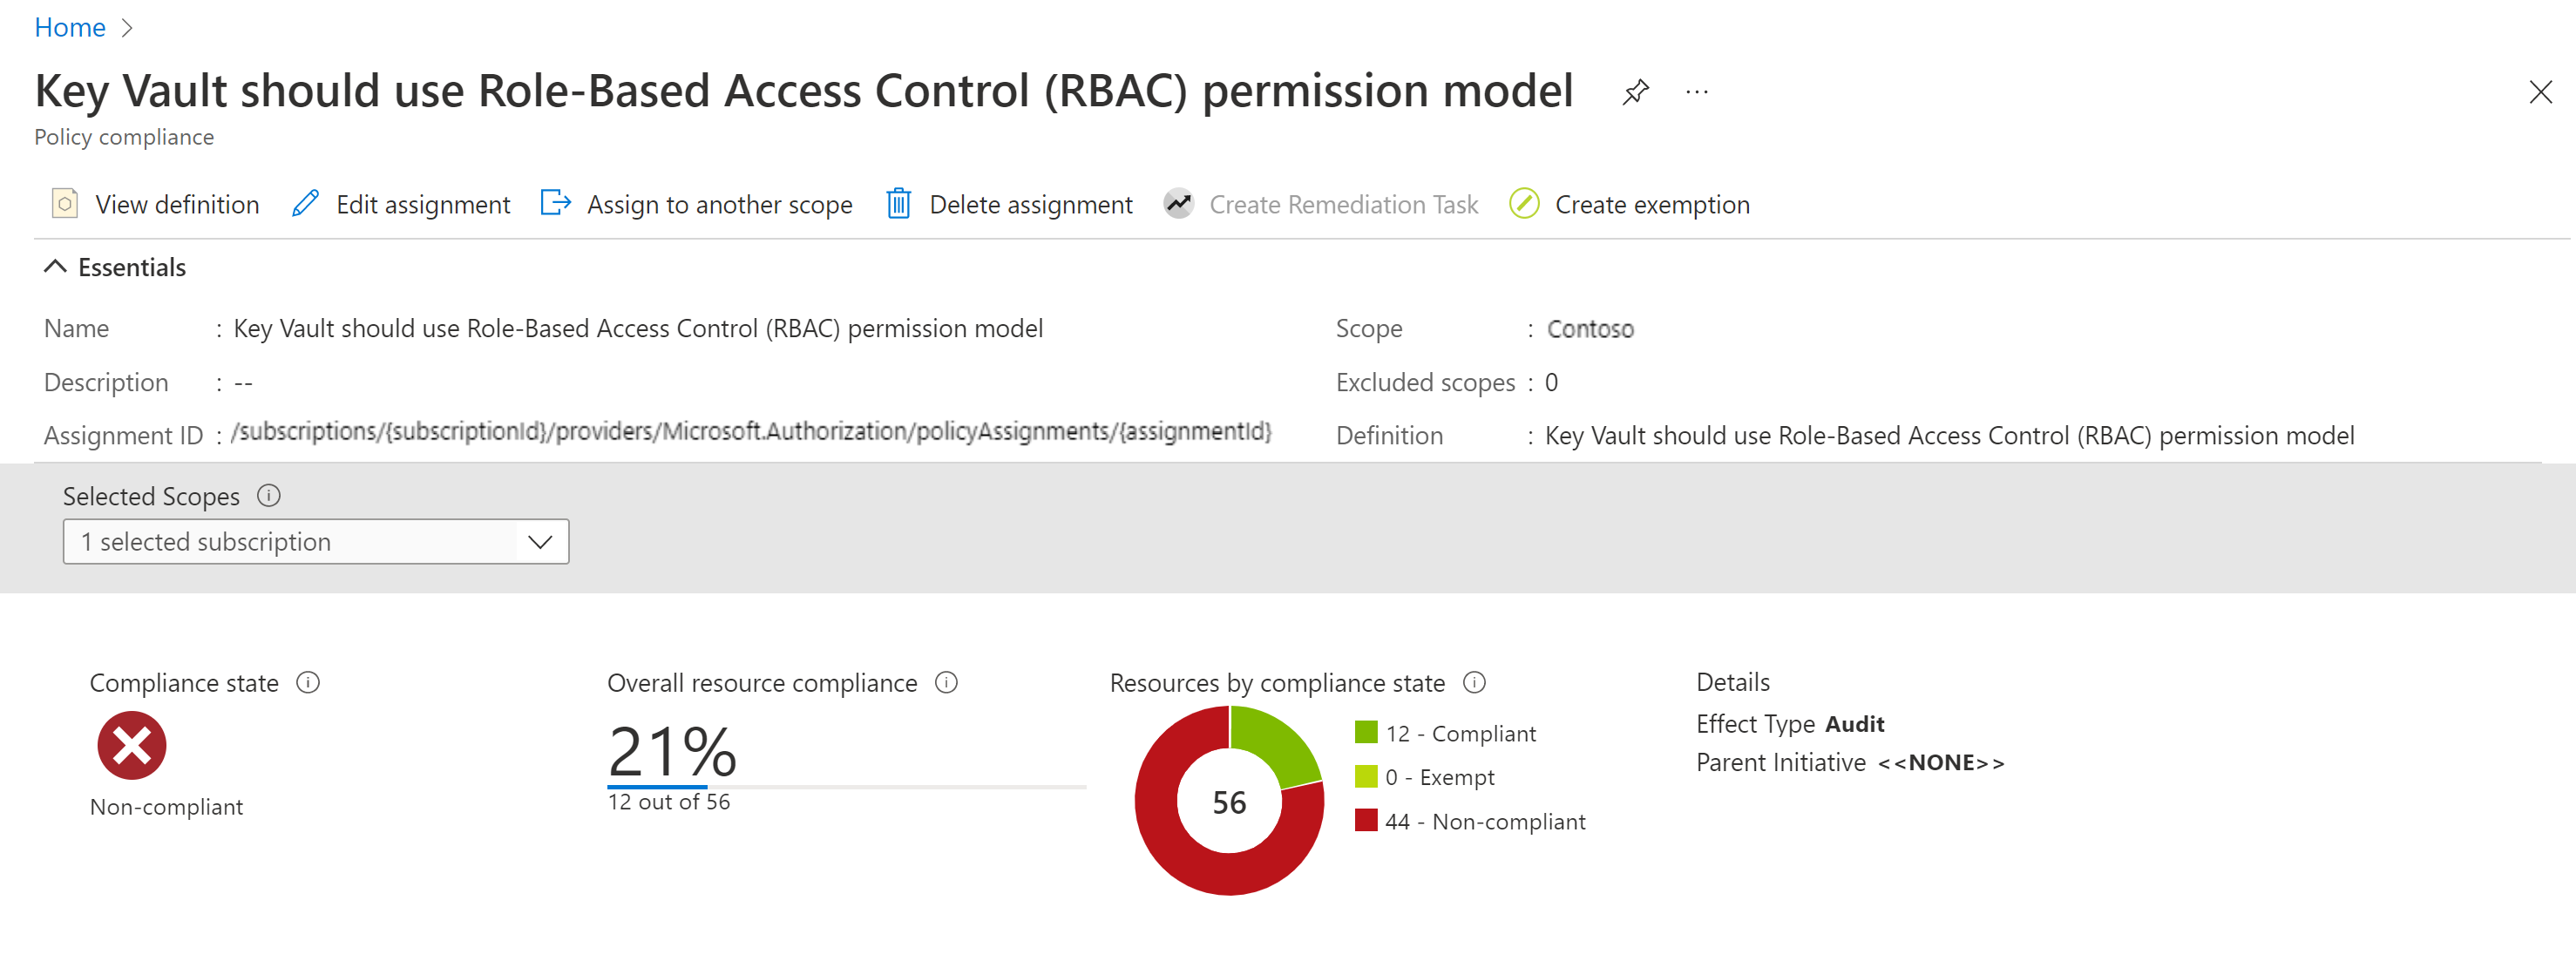 Home
Key Vault should use Role-Based Access Control (RBAC) permission model ...
Policy compliance
View definition Edit assignment Assign to another scope Delete assignment Create Remediation Task Create exemption
Essentials
Name : Key Vault should use Role-Based Access Control (RBAC) permission model Scope : Contoso
Description : -- Excluded scopes : 0
Assignment ID : /subscriptions/{subscriptionId}/providers/Microsoft.Authorization/policyAssignments/{assignmentId} Definition : Key Vault should use Role-Based Access Control (RBAC) permission model
Selected Scopes
1 selected subscription
Compliance state
Non-compliant
Overall resource compliance
21%
12 out of 56
Resources by compliance state
56
12 - Compliant
0 - Exempt
44 - Non-compliant
Details
Effect Type Audit
Parent Initiative <<NONE>>